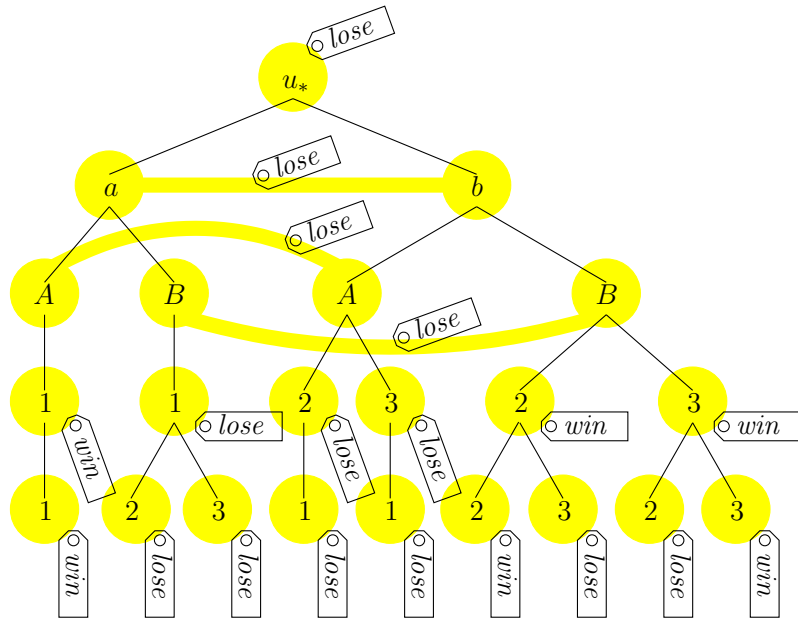 lose
u*
lose
a b
lose
A B A B
lose
1 1 2 3 2 3
win lose lose lose win win
1 2 3 1 1 2 3 2 3
win lose lose lose lose win lose lose win